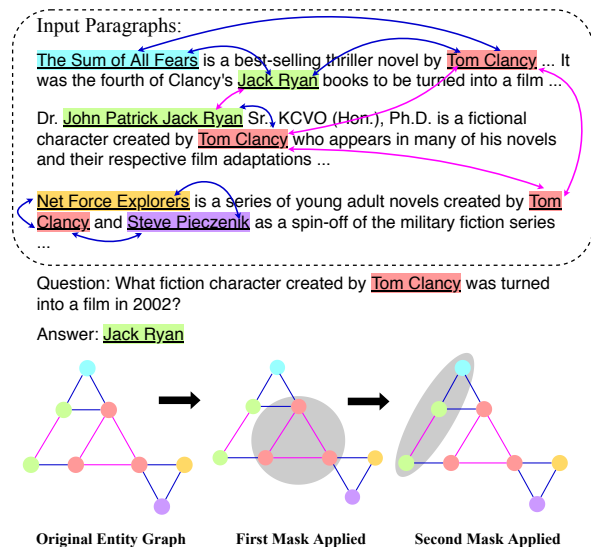 Input Paragraphs:
The Sum of All Fears is a best-selling thriller novel by Tom Clancy ... It
was the fourth of Clancy's Jack Ryan books to be turned into a film ...
Dr. John Patrick Jack Ryan Sr., KCVO (Hon.), Ph.D. is a fictional
character created by Tom Clancy who appears in many of his novels
and their respective film adaptations ...
Net Force Explorers is a series of young adult novels created by Tom
Clancy and Steve Pieczenik as a spin-off of the military fiction series
...
Question: What fiction character created by Tom Clancy was turned
into a film in 2002?
Answer: Jack Ryan
Original Entity Graph
First Mask Applied
Second Mask Applied